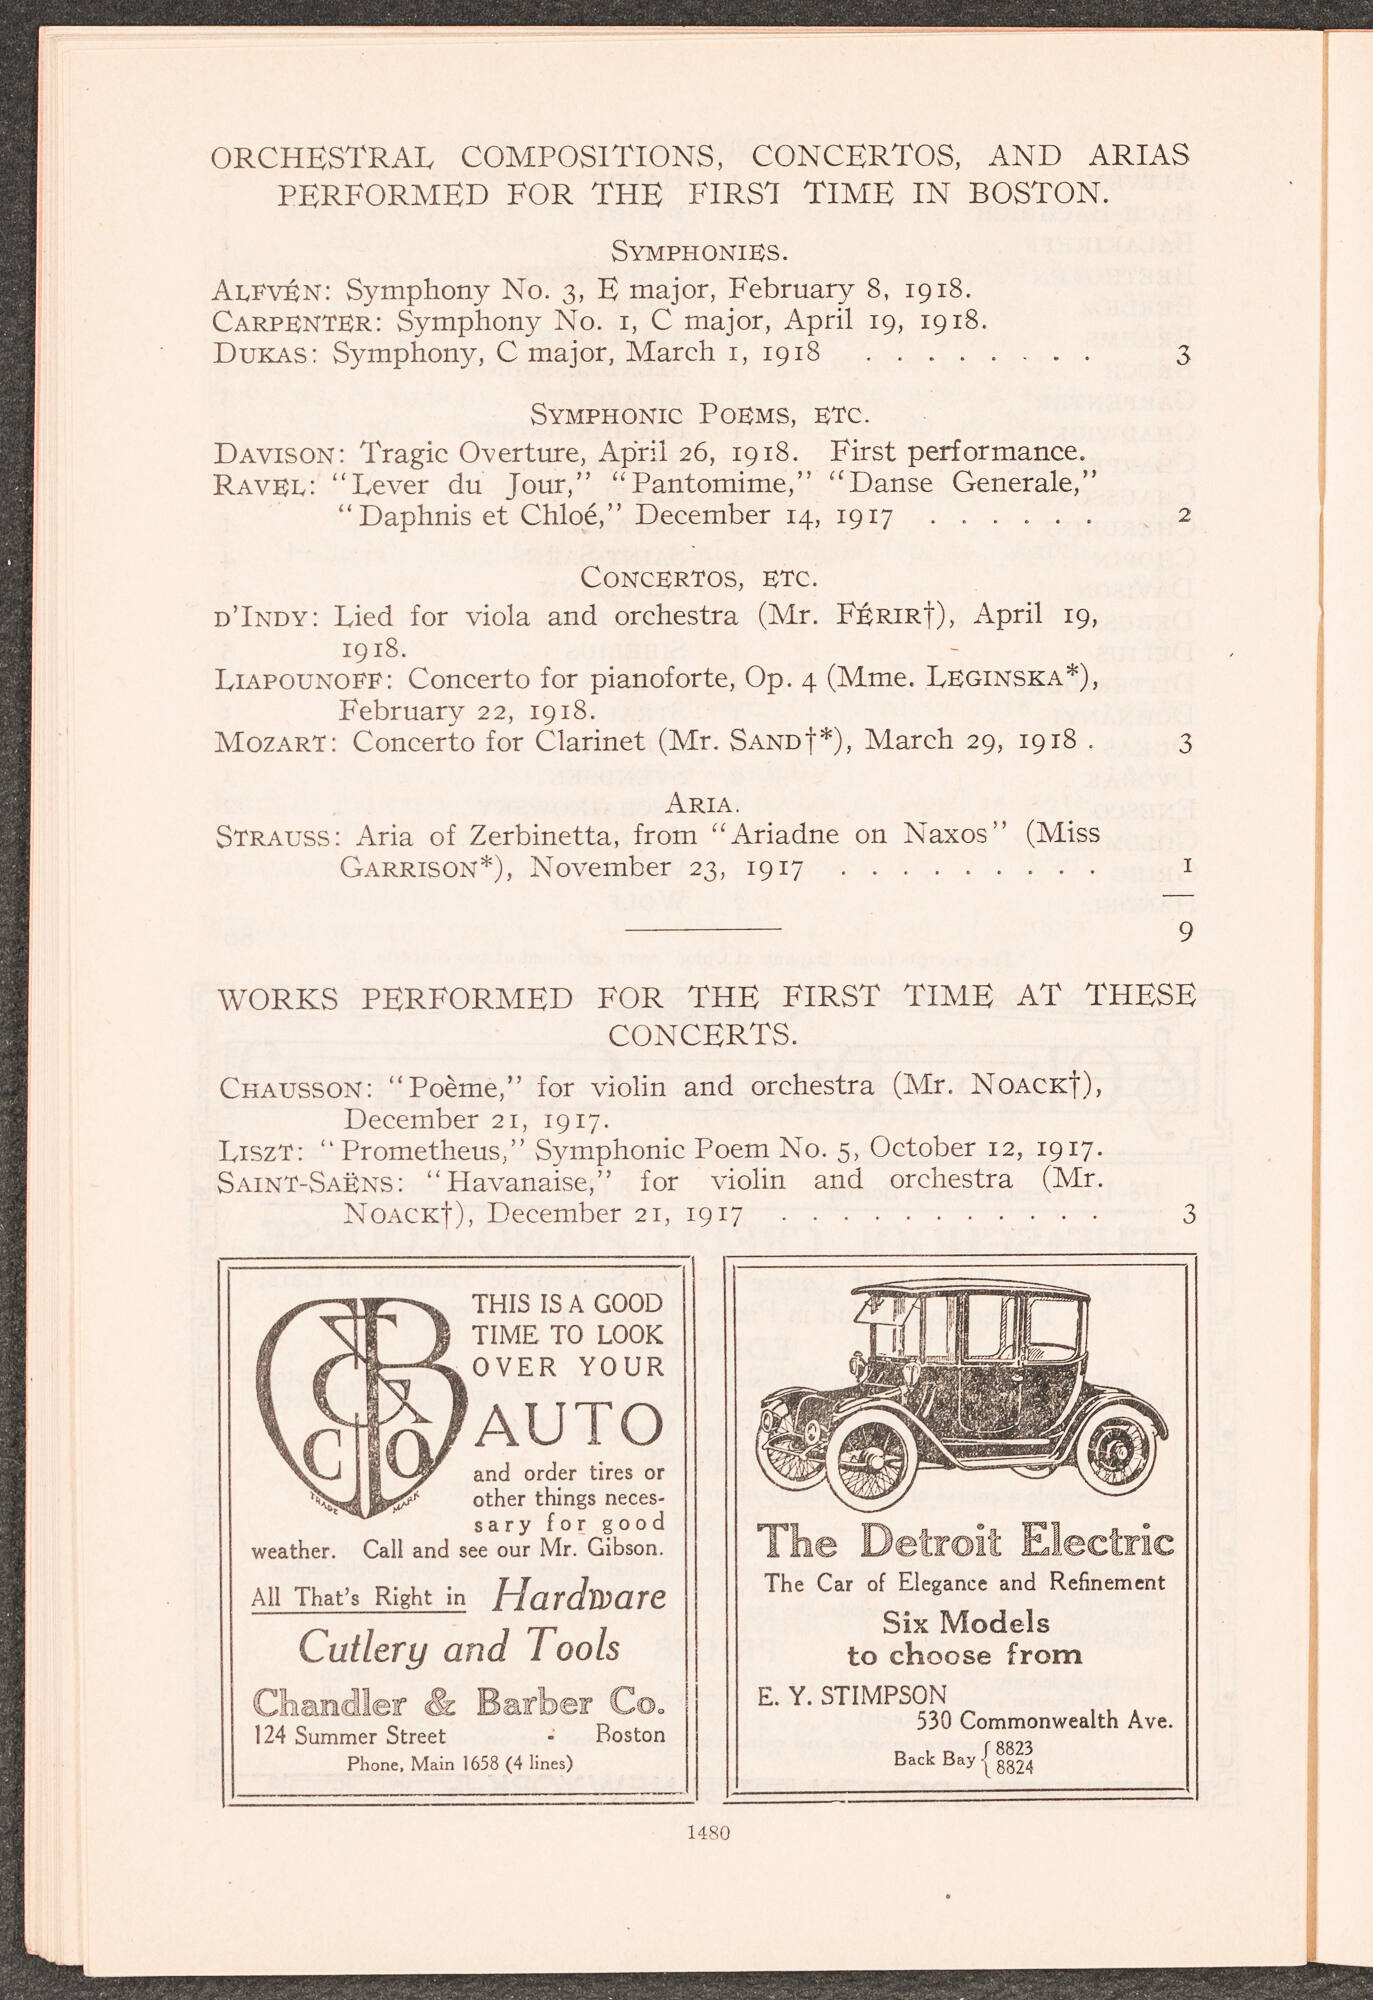 ORCHESTRAL COMPOSITIONS, CONCERTOS, AND ARIAS
PERFORMED FOR THE FIRST TIME IN BOSTON.
SYMPHONIES.
ALFVÉN: Symphony No. 3, E major, February 8, 1918.
CARPENTER: Symphony No. 1, C major, April 19, 1918.
DUKAS: Symphony, C major, March 1, 1918 . . . . . . . . 3
SYMPHONIC POEMS, ETC.
DAVISON: Tragic Overture, April 26, 1918. First performance.
RAVEL: "Lever du Jour," "Pantomime," "Danse Generale,"
"Daphnis et Chloé," December 14, 1917 . . . . . . 2
CONCERTOS, ETC.
D'INDY: Lied for viola and orchestra (Mr. FÉRIR†), April 19,
1918.
LIAPOUNOFF: Concerto for pianoforte, Op. 4 (Mme. LEGINSKA*),
February 22, 1918.
MOZART: Concerto for Clarinet (Mr. SAND†*), March 29, 1918 . 3
ARIA.
STRAUSS: Aria of Zerbinetta, from "Ariadne on Naxos" (Miss
GARRISON*), November 23, 1917 . . . . . . . . . 1
9
WORKS PERFORMED FOR THE FIRST TIME AT THESE
CONCERTS.
CHAUSSON: "Poème," for violin and orchestra (Mr. NOACK†),
December 21, 1917.
LISZT: "Prometheus," Symphonic Poem No. 5, October 12, 1917.
SAINT-SAËNS: "Havanaise," for violin and orchestra (Mr.
NOACK†), December 21, 1917 . . . . . . . . . . . 3
C & B
CO
TRADE MARK
THIS IS A GOOD
TIME TO LOOK
OVER YOUR
AUTO
and order tires or
other things neces-
sary for good
weather. Call and see our Mr. Gibson.
All That's Right in Hardware
Cutlery and Tools
Chandler & Barber Co.
124 Summer Street - Boston
Phone, Main 1658 (4 lines)
The Detroit Electric
The Car of Elegance and Refinement
Six Models
to choose from
E. Y. STIMPSON
530 Commonwealth Ave.
Back Bay { 8823
8824
1480